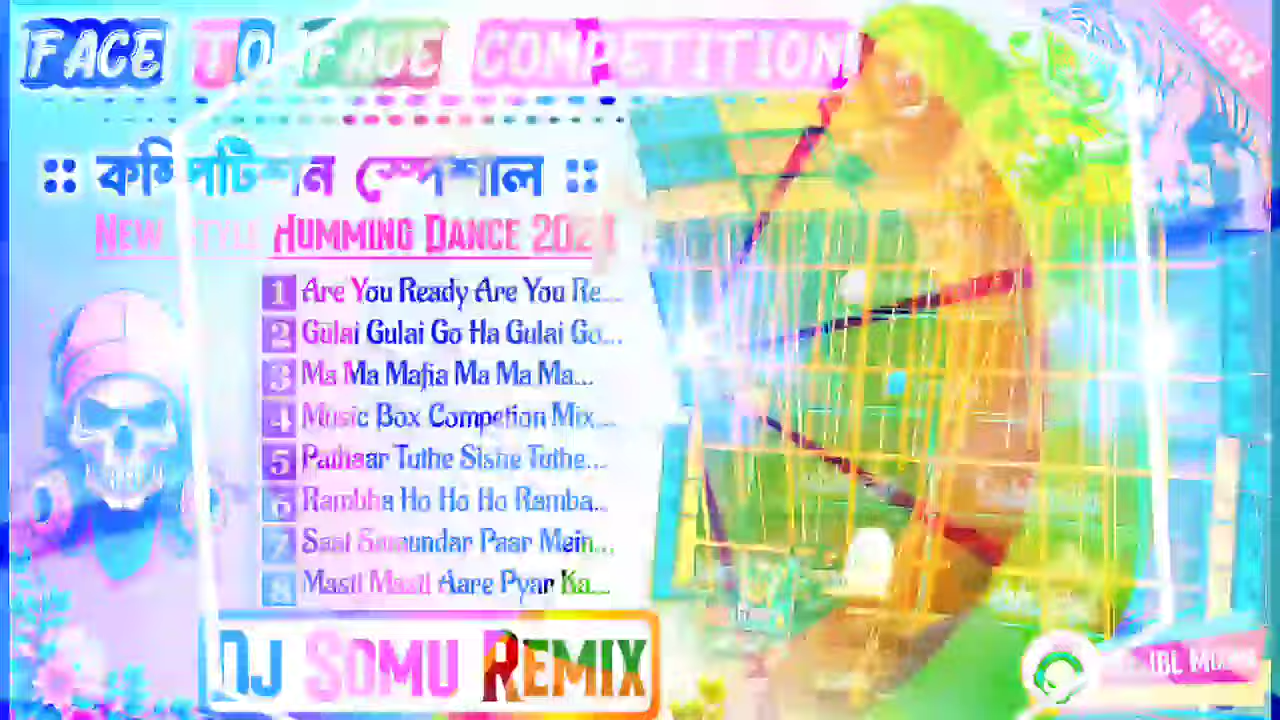 FACE TO FACE COMPETITION
NEW
:: কম্পিটিশন স্পেশাল ::
NEW STYLE HUMMING DANCE 2024
1 Are You Ready Are You Re...
2 Gulai Gulai Go Ha Gulai Go...
3 Ma Ma Mafia Ma Ma Ma...
4 Music Box Competion Mix...
5 Pathaar Tuthe Sishe Tuthe...
6 Rambha Ho Ho Ho Ramba...
7 Saat Samundar Paar Mein...
8 Masti Masti Aare Pyar Ka...
DJ SOMU REMIX